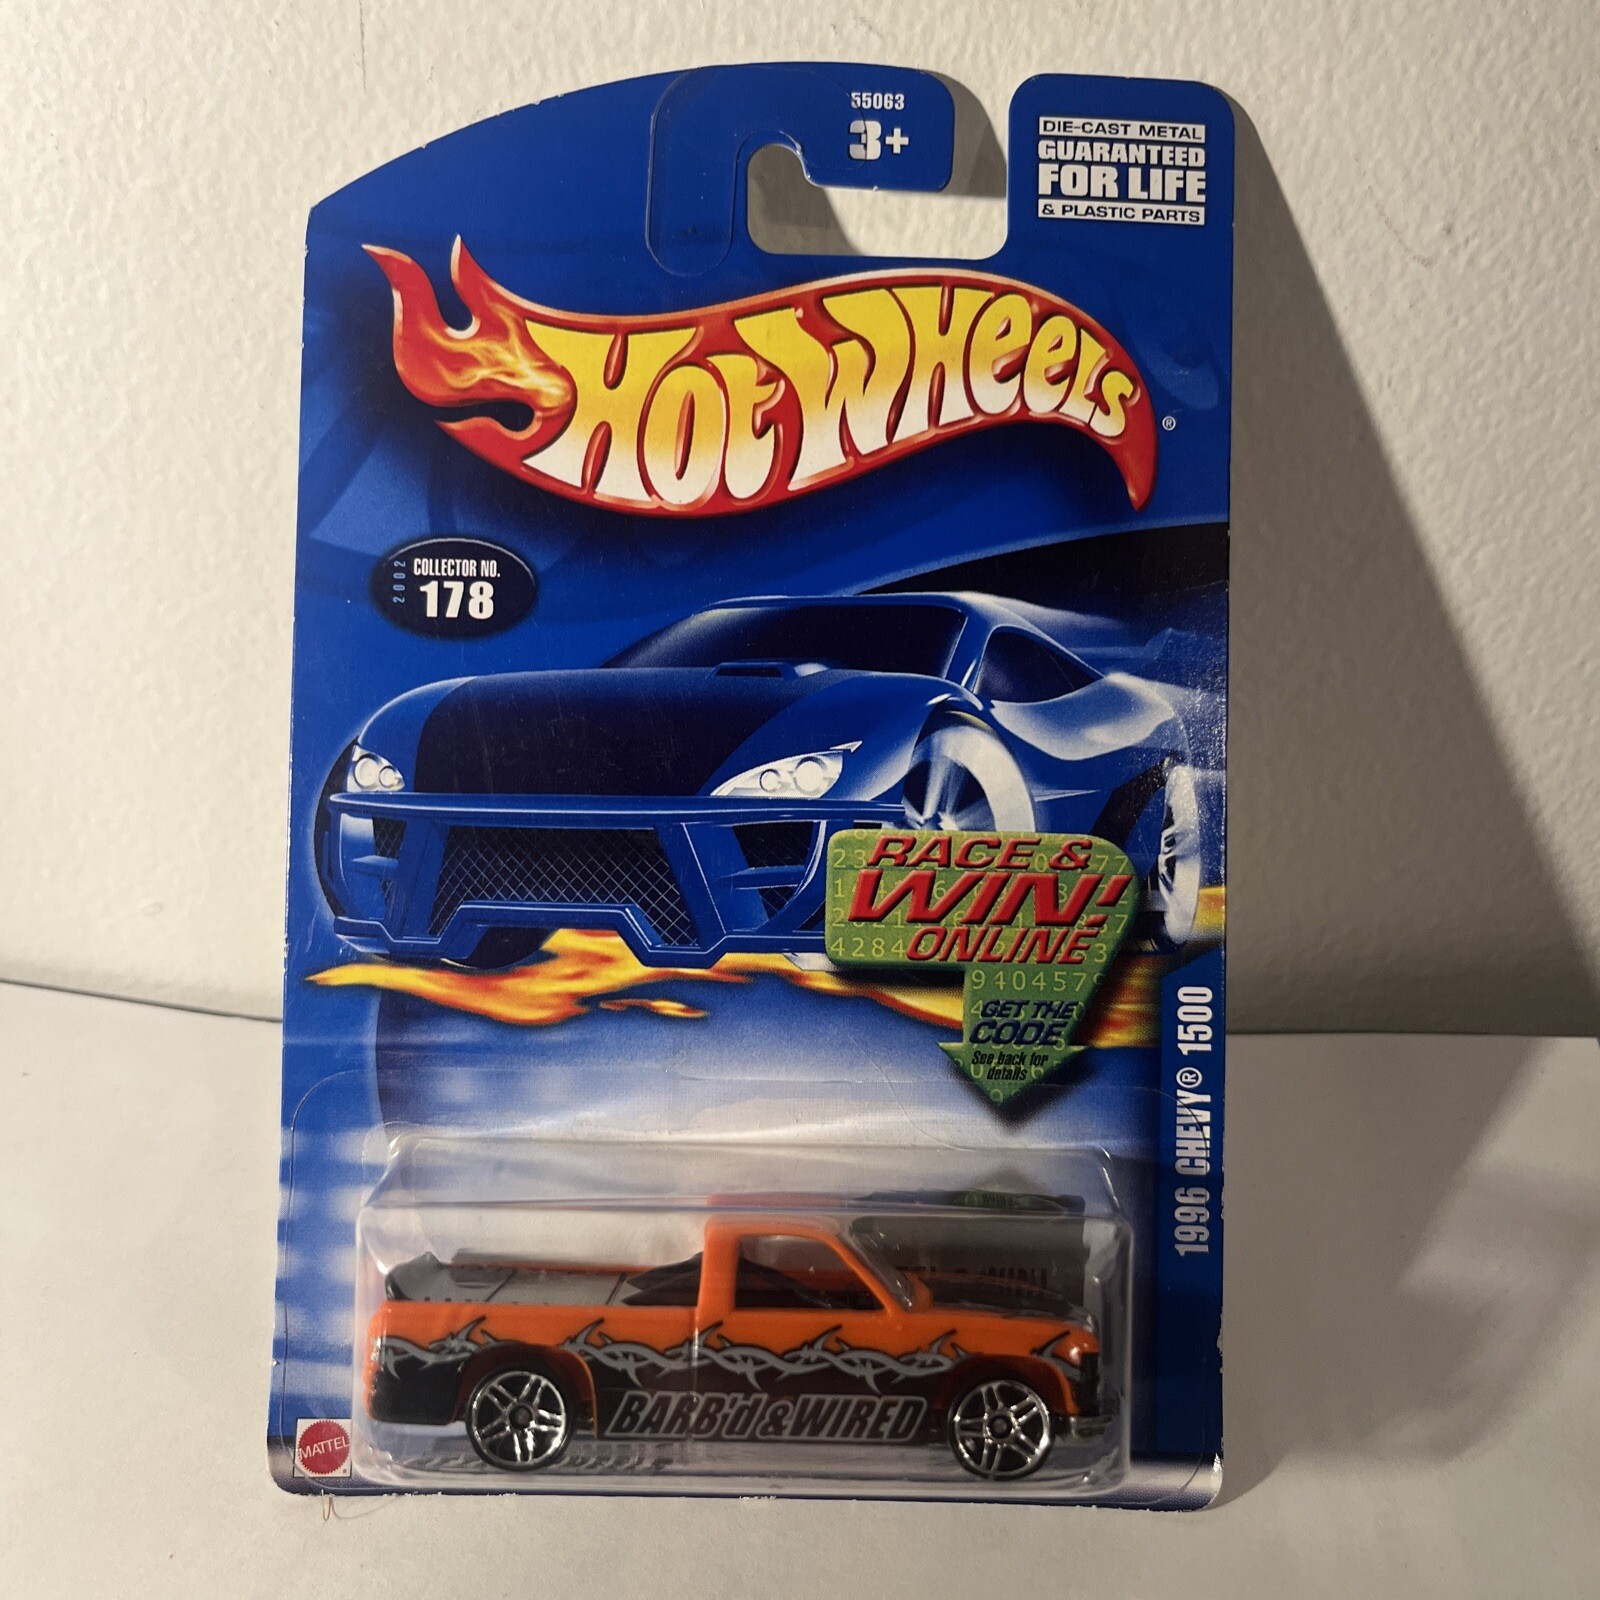 55063
3+
DIE-CAST METAL
GUARANTEED
FOR LIFE
& PLASTIC PARTS
HOT WHEELS®
2002
COLLECTOR NO.
178
RACE &
WIN!
ONLINE
9404579
GET THE
CODE
See back for
details
1996 CHEVY® 1500
BARB'd & WIRED
MATTEL